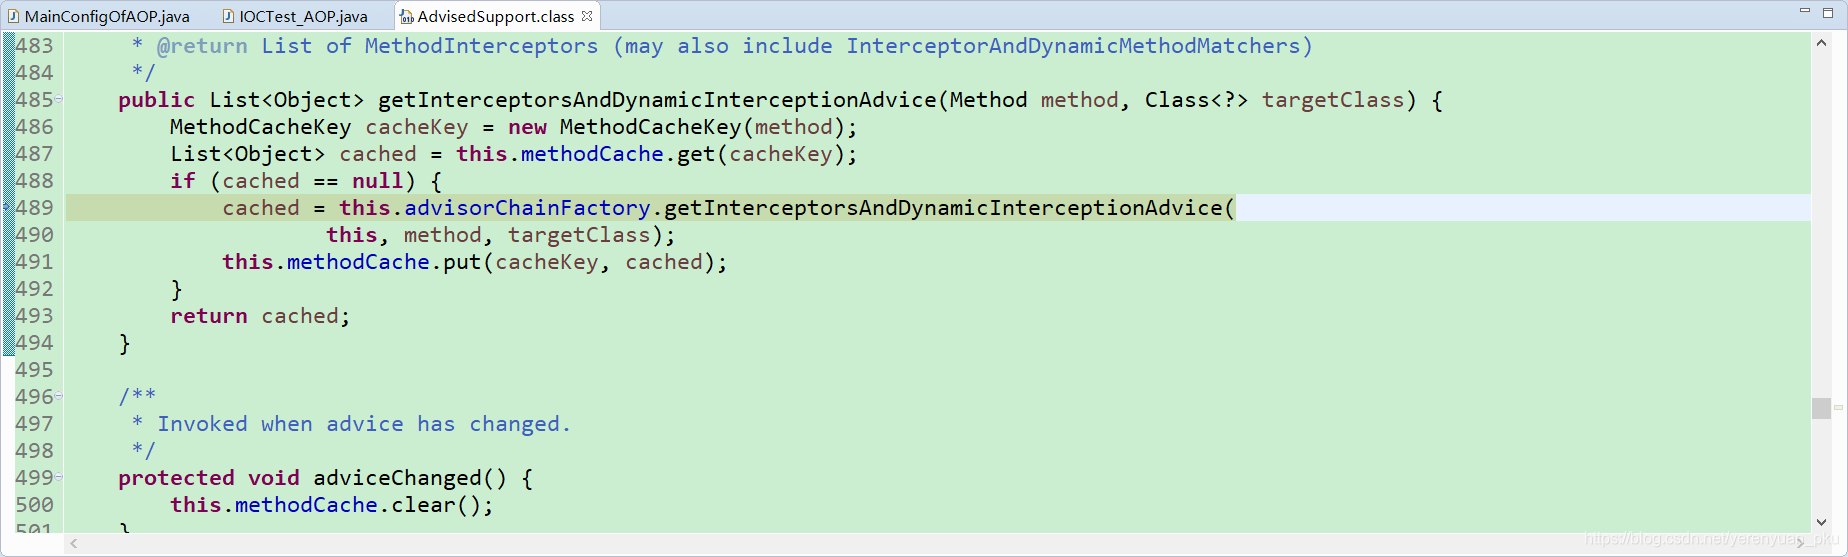 MainConfigOfAOP.java IOCTest_AOP.java AdvisedSupport.class
483 * @return List of MethodInterceptors (may also include InterceptorAndDynamicMethodMatchers)
484 */
485 public List<Object> getInterceptorsAndDynamicInterceptionAdvice(Method method, Class<?> targetClass) {
486 MethodCacheKey cacheKey = new MethodCacheKey(method);
487 List<Object> cached = this.methodCache.get(cacheKey);
488 if (cached == null) {
489 cached = this.advisorChainFactory.getInterceptorsAndDynamicInterceptionAdvice(
490 this, method, targetClass);
491 this.methodCache.put(cacheKey, cached);
492 }
493 return cached;
494 }
495
496 /**
497 * Invoked when advice has changed.
498 */
499 protected void adviceChanged() {
500 this.methodCache.clear();
501 }
https://blog.csdn.net/yerenyuan_pku